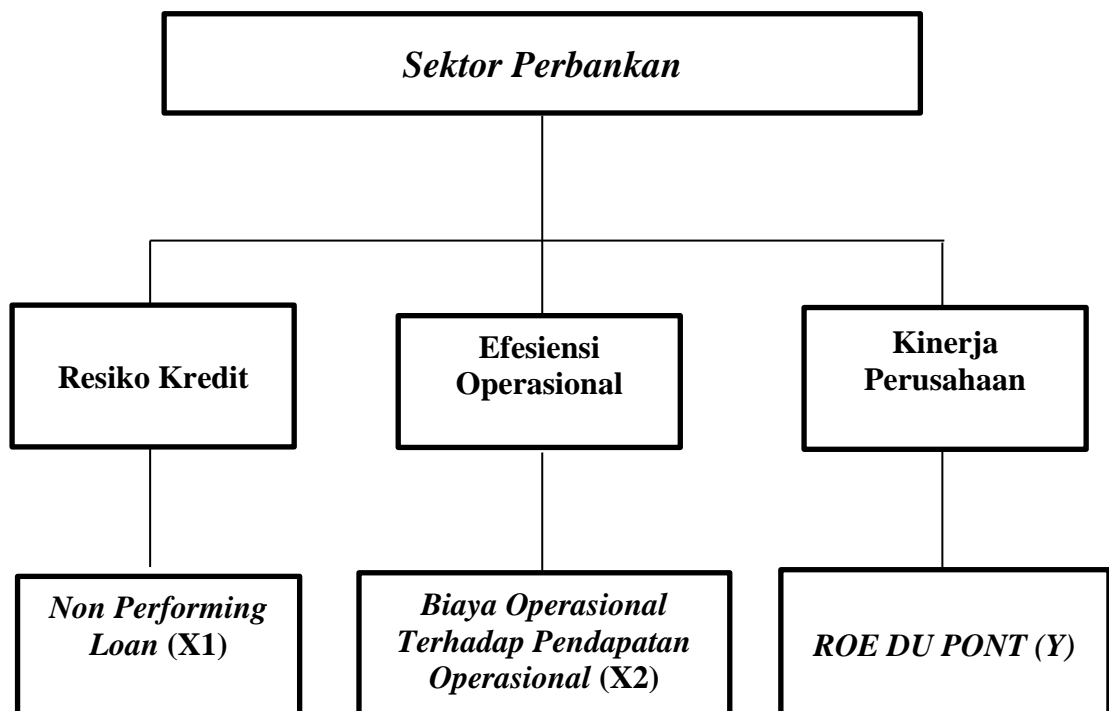 Sektor Perbankan
Resiko Kredit
Efesiensi
Operasional
Kinerja
Perusahaan
Non Performing
Loan (X1)
Biaya Operasional
Terhadap Pendapatan
Operasional (X2)
ROE DU PONT (Y)